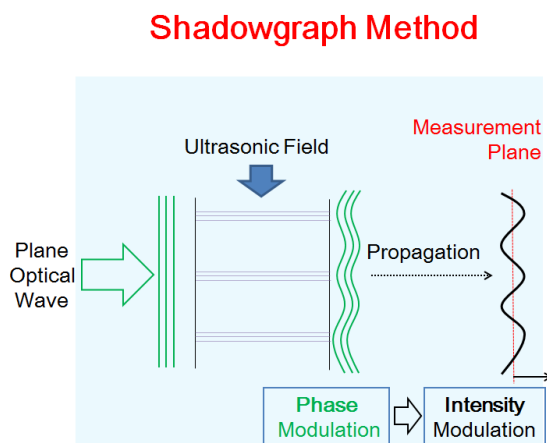 Shadowgraph Method
Measurement
Plane
Ultrasonic Field
Plane
Optical
Wave
Propagation
Phase
Modulation
Intensity
Modulation